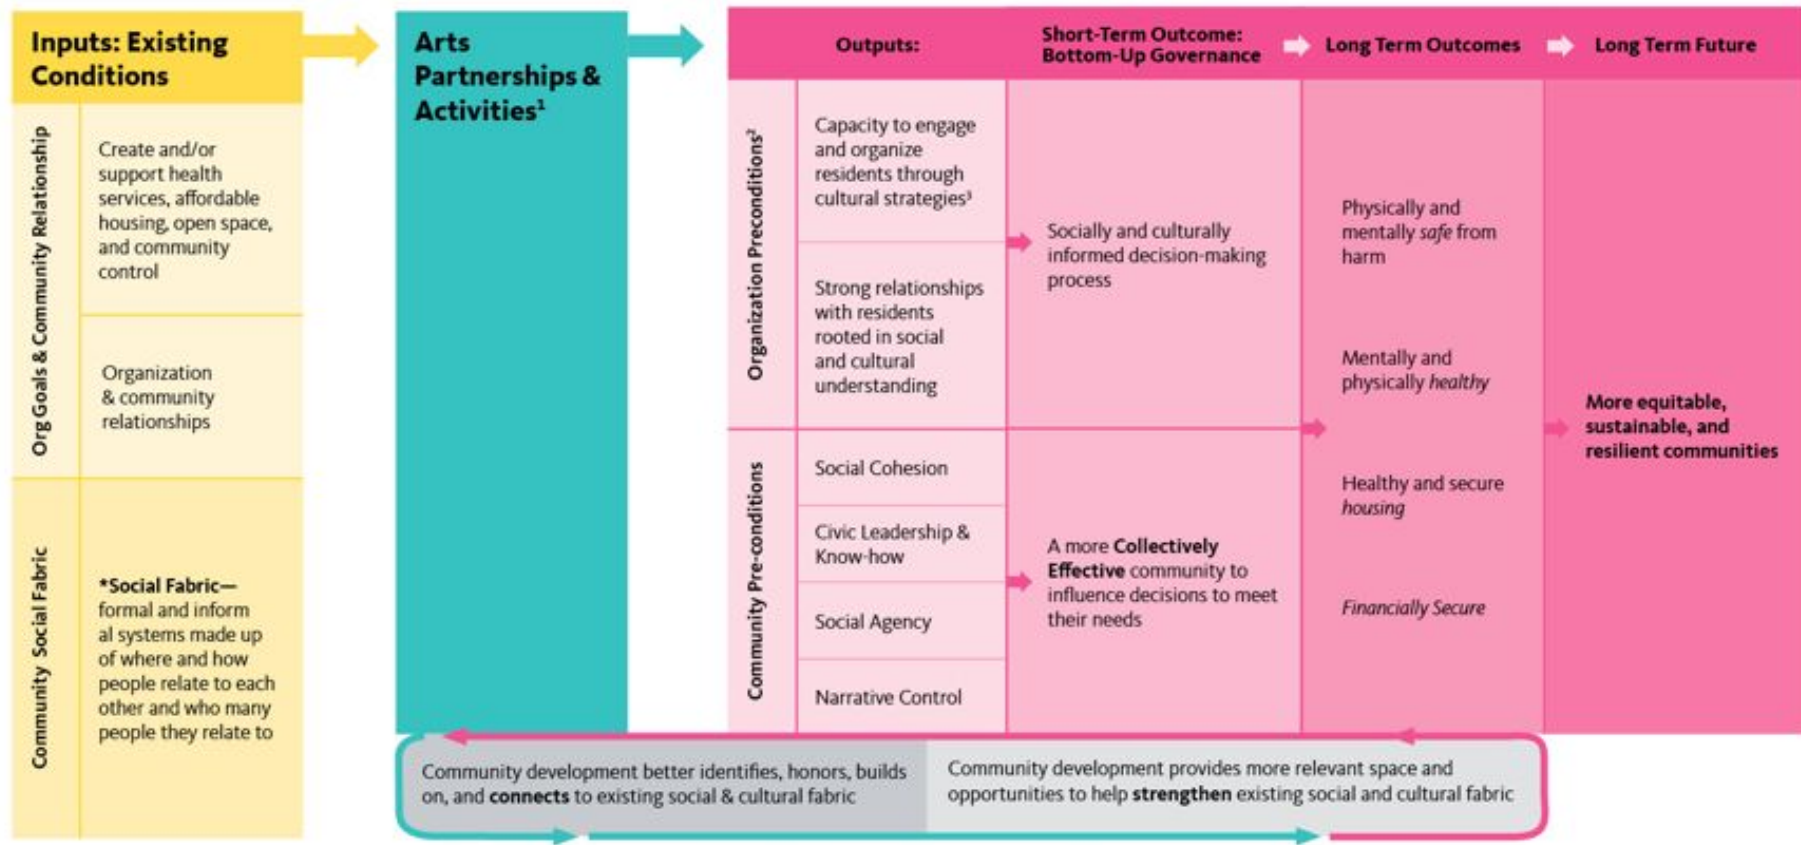 Inputs: Existing
Conditions
Org Goals & Community Relationship
Create and/or
support health
services, affordable
housing, open space,
and community
control
Organization
& community
relationships
Community Social Fabric
*Social Fabric—
formal and inform
al systems made up
of where and how
people relate to each
other and who many
people they relate to
Arts
Partnerships &
Activities¹
Outputs:
Short-Term Outcome:
Bottom-Up Governance
Long Term Outcomes
Long Term Future
Organization Preconditions²
Capacity to engage
and organize
residents through
cultural strategies³
Strong relationships
with residents
rooted in social
and cultural
understanding
Socially and culturally
informed decision-making
process
Community Pre-conditions
Social Cohesion
Civic Leadership &
Know-how
Social Agency
Narrative Control
A more Collectively
Effective community to
influence decisions to meet
their needs
Physically and
mentally safe from
harm
Mentally and
physically healthy
Healthy and secure
housing
Financially Secure
More equitable,
sustainable, and
resilient communities
Community development better identifies, honors, builds
on, and connects to existing social & cultural fabric
Community development provides more relevant space and
opportunities to help strengthen existing social and cultural fabric